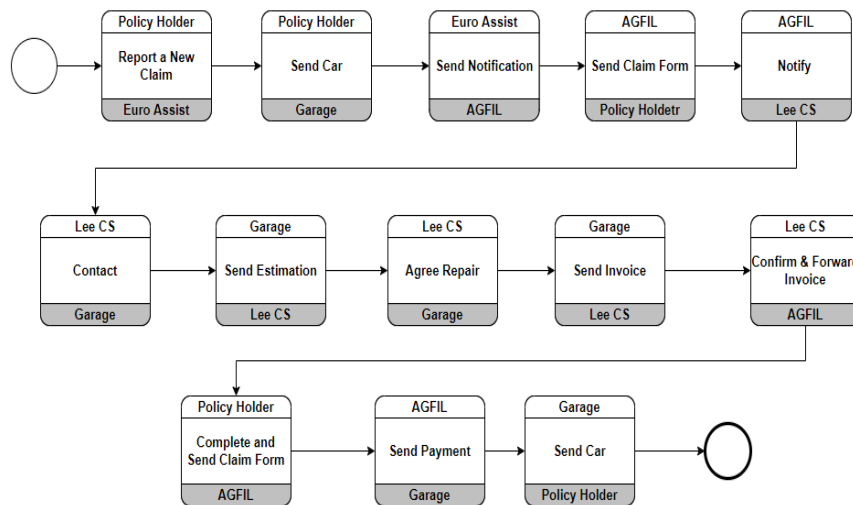 Policy Holder
Report a New
Claim
Euro Assist
Policy Holder
Send Car
Garage
Euro Assist
Send Notification
AGFIL
AGFIL
Send Claim Form
Policy Holdetr
AGFIL
Notify
Lee CS
Lee CS
Contact
Garage
Garage
Send Estimation
Lee CS
Lee CS
Agree Repair
Garage
Garage
Send Invoice
Lee CS
Lee CS
Confirm & Forward
Invoice
AGFIL
Policy Holder
Complete and
Send Claim Form
AGFIL
AGFIL
Send Payment
Garage
Garage
Send Car
Policy Holder